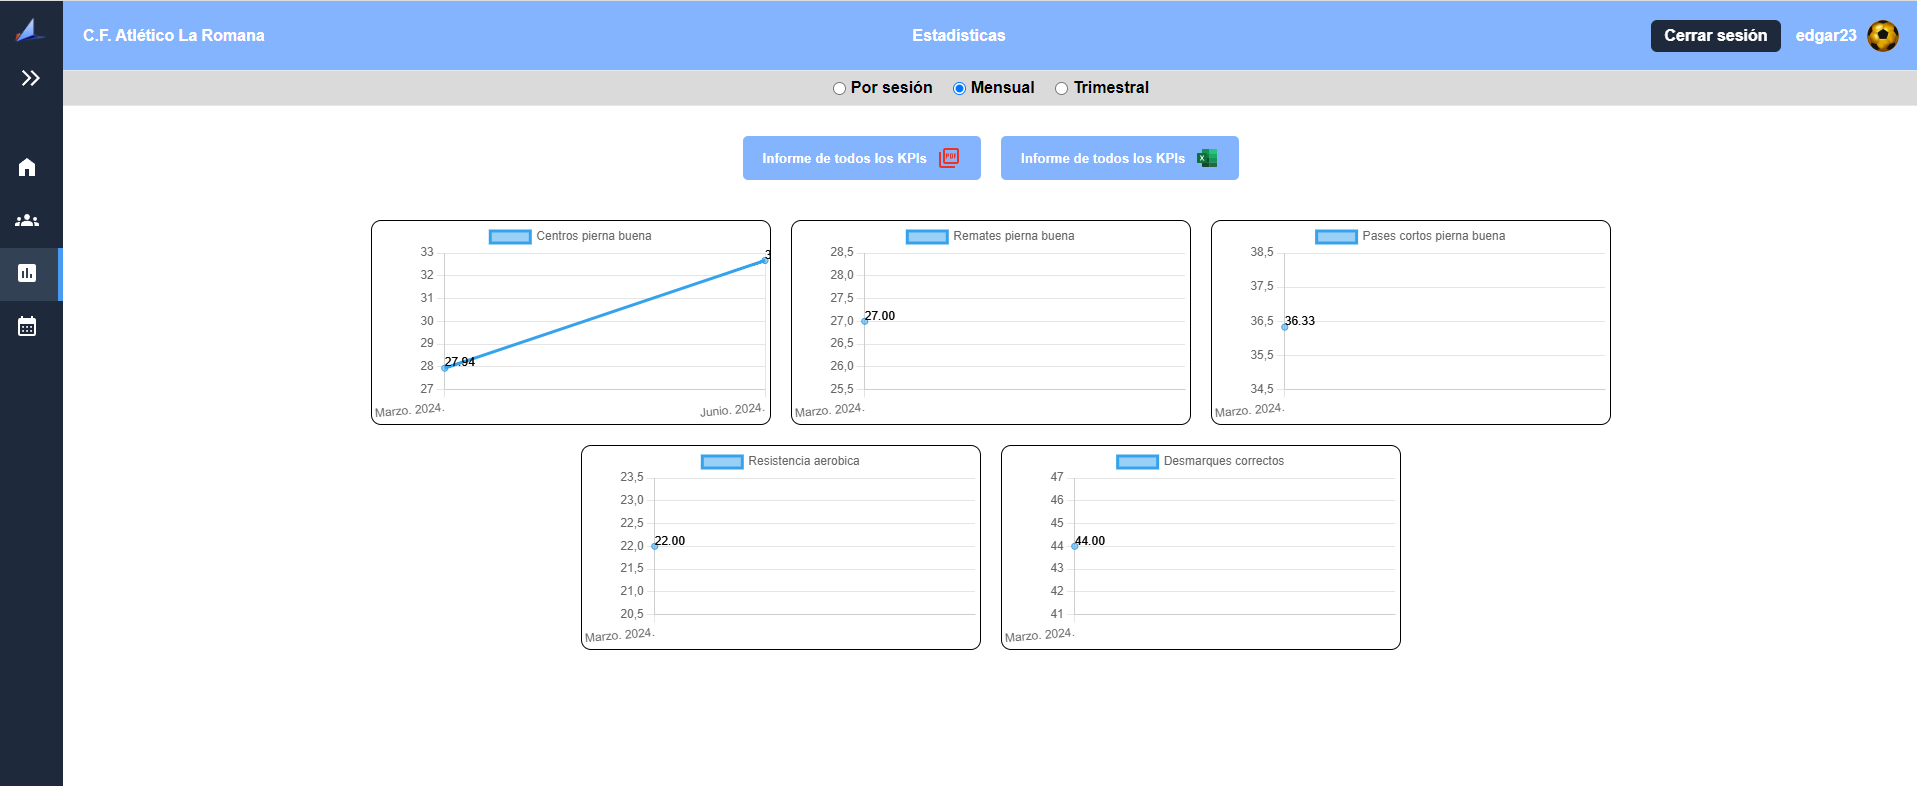 C.F. Atlético La Romana
Estadísticas
Cerrar sesión
edgar23
Por sesión
Mensual
Trimestral
Informe de todos los KPIs
PDF
Informe de todos los KPIs
X
Centros pierna buena
33
32
31
30
29
28
27
27.94
3
Marzo. 2024.
Junio. 2024.
Remates pierna buena
28,5
28,0
27,5
27,0
26,5
26,0
25,5
27.00
Marzo. 2024.
Pases cortos pierna buena
38,5
37,5
36,5
35,5
34,5
36.33
Marzo. 2024.
Resistencia aerobica
23,5
23,0
22,5
22,0
21,5
21,0
20,5
22.00
Marzo. 2024.
Desmarques correctos
47
46
45
44
43
42
41
44.00
Marzo. 2024.